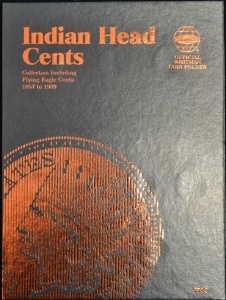 Indian Head
Cents
Collection Including
Flying Eagle Cents
1857 to 1909
OFFICIAL
WHITMAN
COIN FOLDER